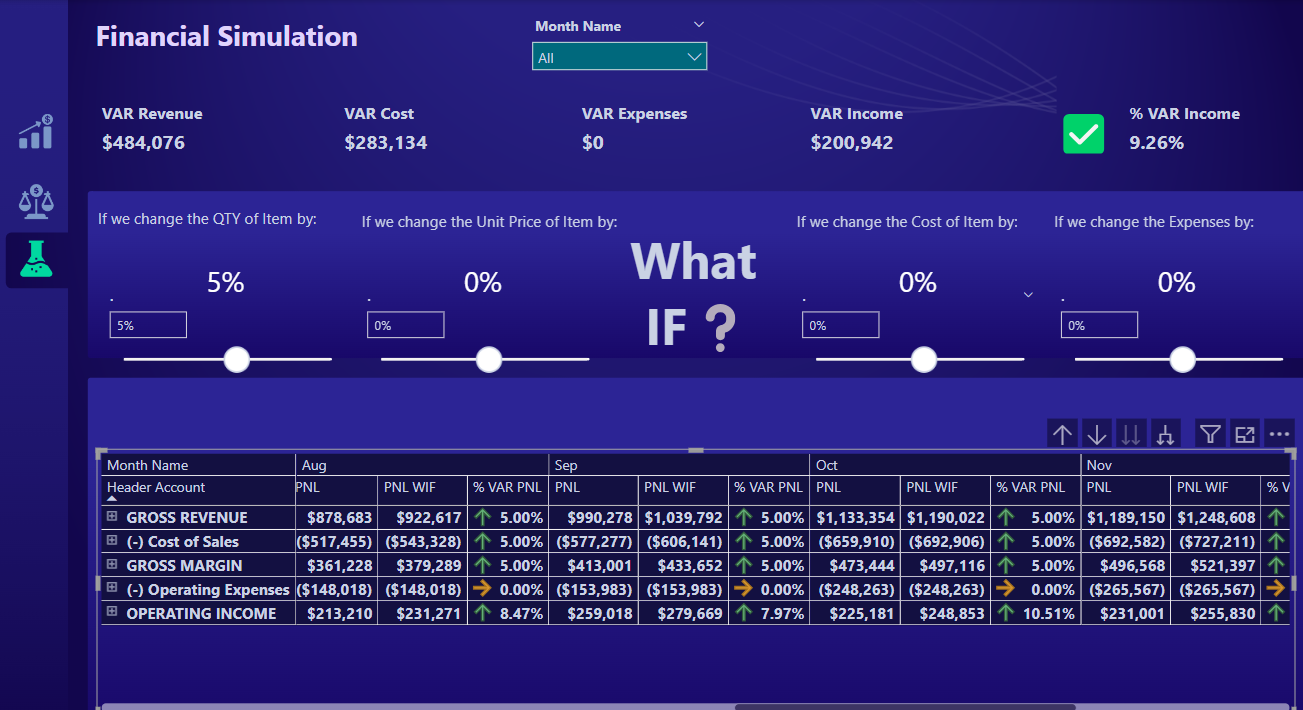 Financial Simulation
Month Name
All
VAR Revenue VAR Cost VAR Expenses VAR Income % VAR Income
$484,076 $283,134 $0 $200,942 9.26%
If we change the QTY of Item by: If we change the Unit Price of Item by: If we change the Cost of Item by: If we change the Expenses by:
What
IF ?
5% 0% 0% 0%
. . . .
5% 0% 0% 0%
Month Name Aug Sep Oct Nov
Header Account PNL PNL WIF % VAR PNL PNL PNL WIF % VAR PNL PNL PNL WIF % VAR PNL PNL PNL WIF % V
GROSS REVENUE $878,683 $922,617 5.00% $990,278 $1,039,792 5.00% $1,133,354 $1,190,022 5.00% $1,189,150 $1,248,608
(-) Cost of Sales ($517,455) ($543,328) 5.00% ($577,277) ($606,141) 5.00% ($659,910) ($692,906) 5.00% ($692,582) ($727,211)
GROSS MARGIN $361,228 $379,289 5.00% $413,001 $433,652 5.00% $473,444 $497,116 5.00% $496,568 $521,397
(-) Operating Expenses ($148,018) ($148,018) 0.00% ($153,983) ($153,983) 0.00% ($248,263) ($248,263) 0.00% ($265,567) ($265,567)
OPERATING INCOME $213,210 $231,271 8.47% $259,018 $279,669 7.97% $225,181 $248,853 10.51% $231,001 $255,830